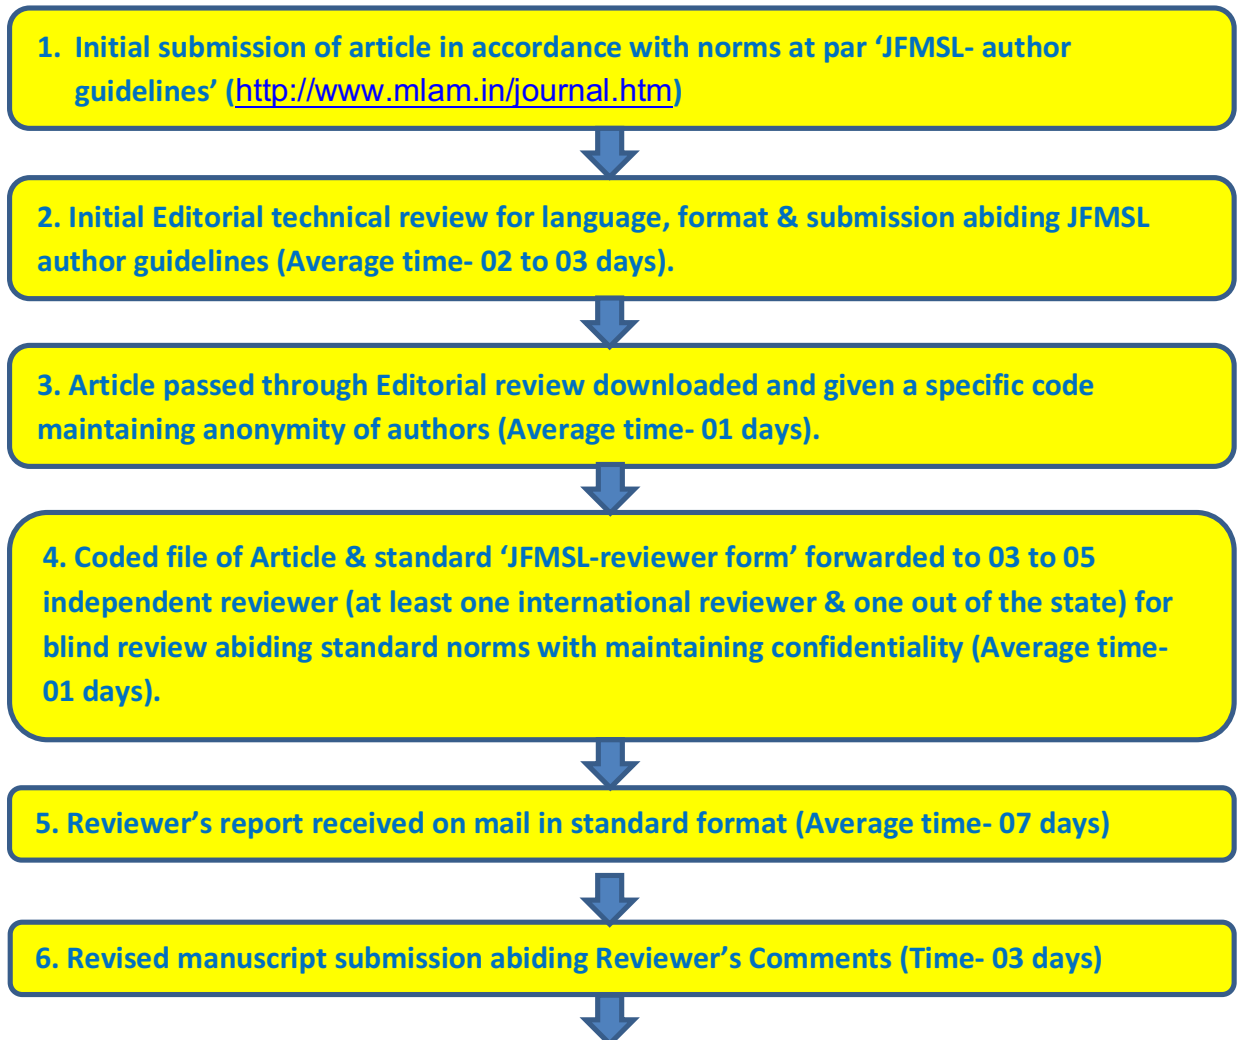 1. Initial submission of article in accordance with norms at par ‘JFMSL- author
guidelines’ (http://www.mlam.in/journal.htm)
2. Initial Editorial technical review for language, format & submission abiding JFMSL
author guidelines (Average time- 02 to 03 days).
3. Article passed through Editorial review downloaded and given a specific code
maintaining anonymity of authors (Average time- 01 days).
4. Coded file of Article & standard ‘JFMSL-reviewer form’ forwarded to 03 to 05
independent reviewer (at least one international reviewer & one out of the state) for
blind review abiding standard norms with maintaining confidentiality (Average time-
01 days).
5. Reviewer’s report received on mail in standard format (Average time- 07 days)
6. Revised manuscript submission abiding Reviewer’s Comments (Time- 03 days)